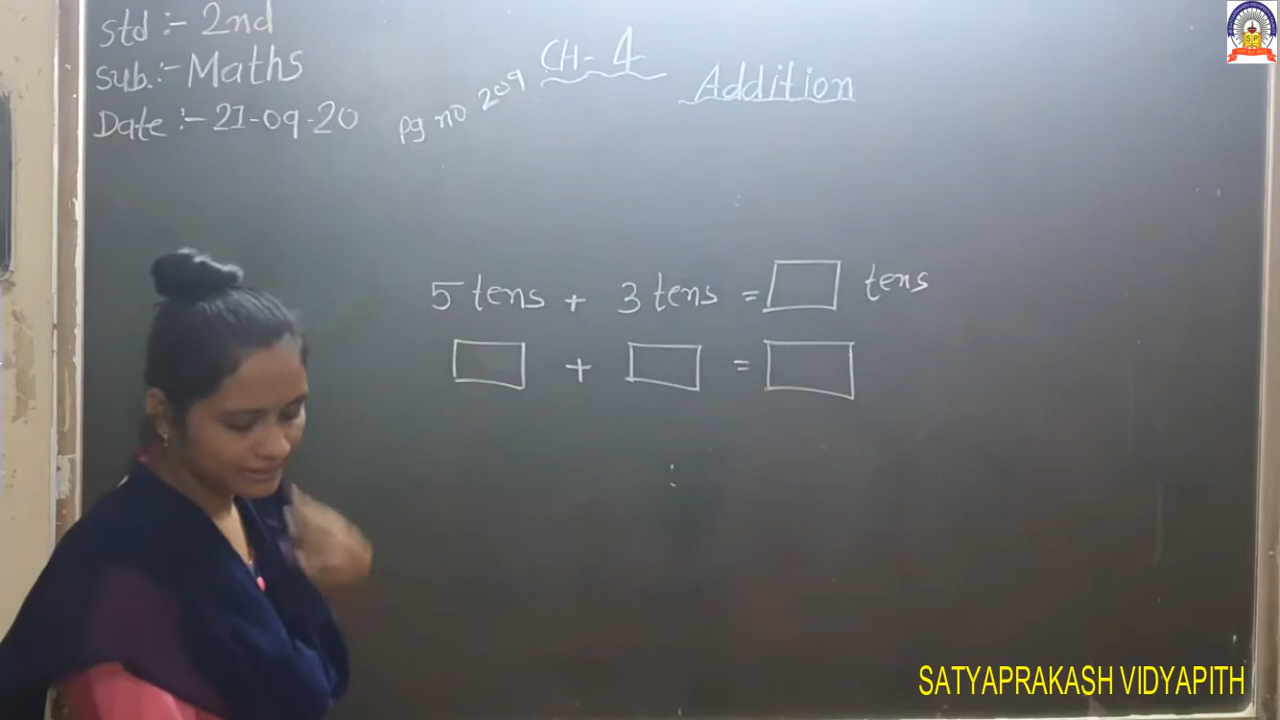 std :- 2nd
Sub. :- Maths
Date :- 21-09-20
pg no 209
CH- 4
Addition
5 tens + 3 tens = tens
+ =
SP
SATYAPRAKASH VIDYAPITH